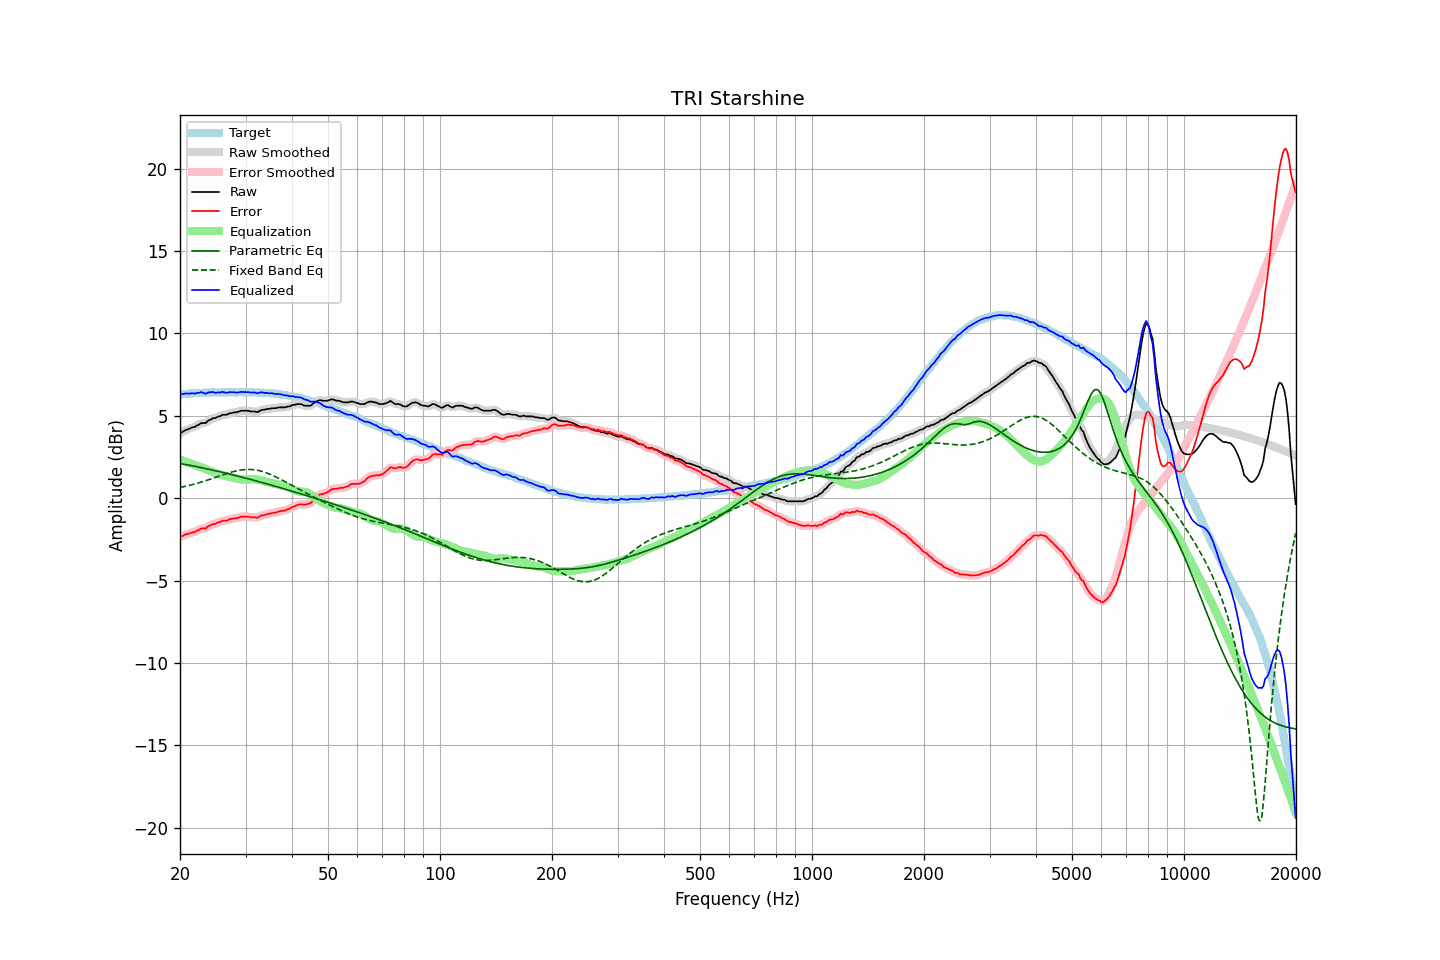 TRI Starshine
Target
Raw Smoothed
Error Smoothed
Raw
Error
Equalization
Parametric Eq
Fixed Band Eq
Equalized
Amplitude (dBr)
20
15
10
5
0
−5
−10
−15
−20
20 50 100 200 500 1000 2000 5000 10000 20000
Frequency (Hz)